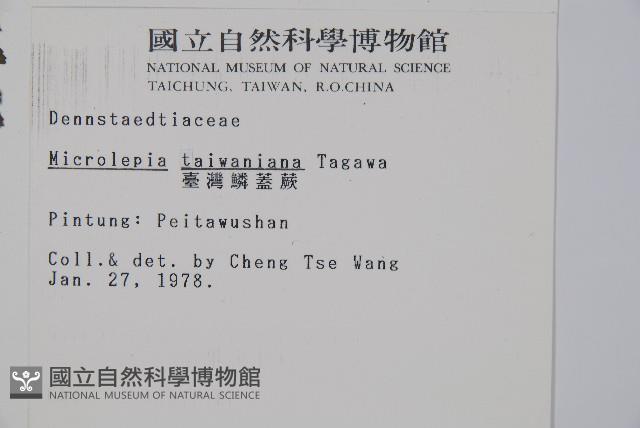 國立自然科學博物館
NATIONAL MUSEUM OF NATURAL SCIENCE
TAICHUNG, TAIWAN, R.O.CHINA
Dennstaedtiaceae
Microlepia taiwaniana Tagawa
臺灣鱗蓋蕨
Pintung: Peitawushan
Coll.& det. by Cheng Tse Wang
Jan. 27, 1978.
國立自然科學博物館
NATIONAL MUSEUM OF NATURAL SCIENCE